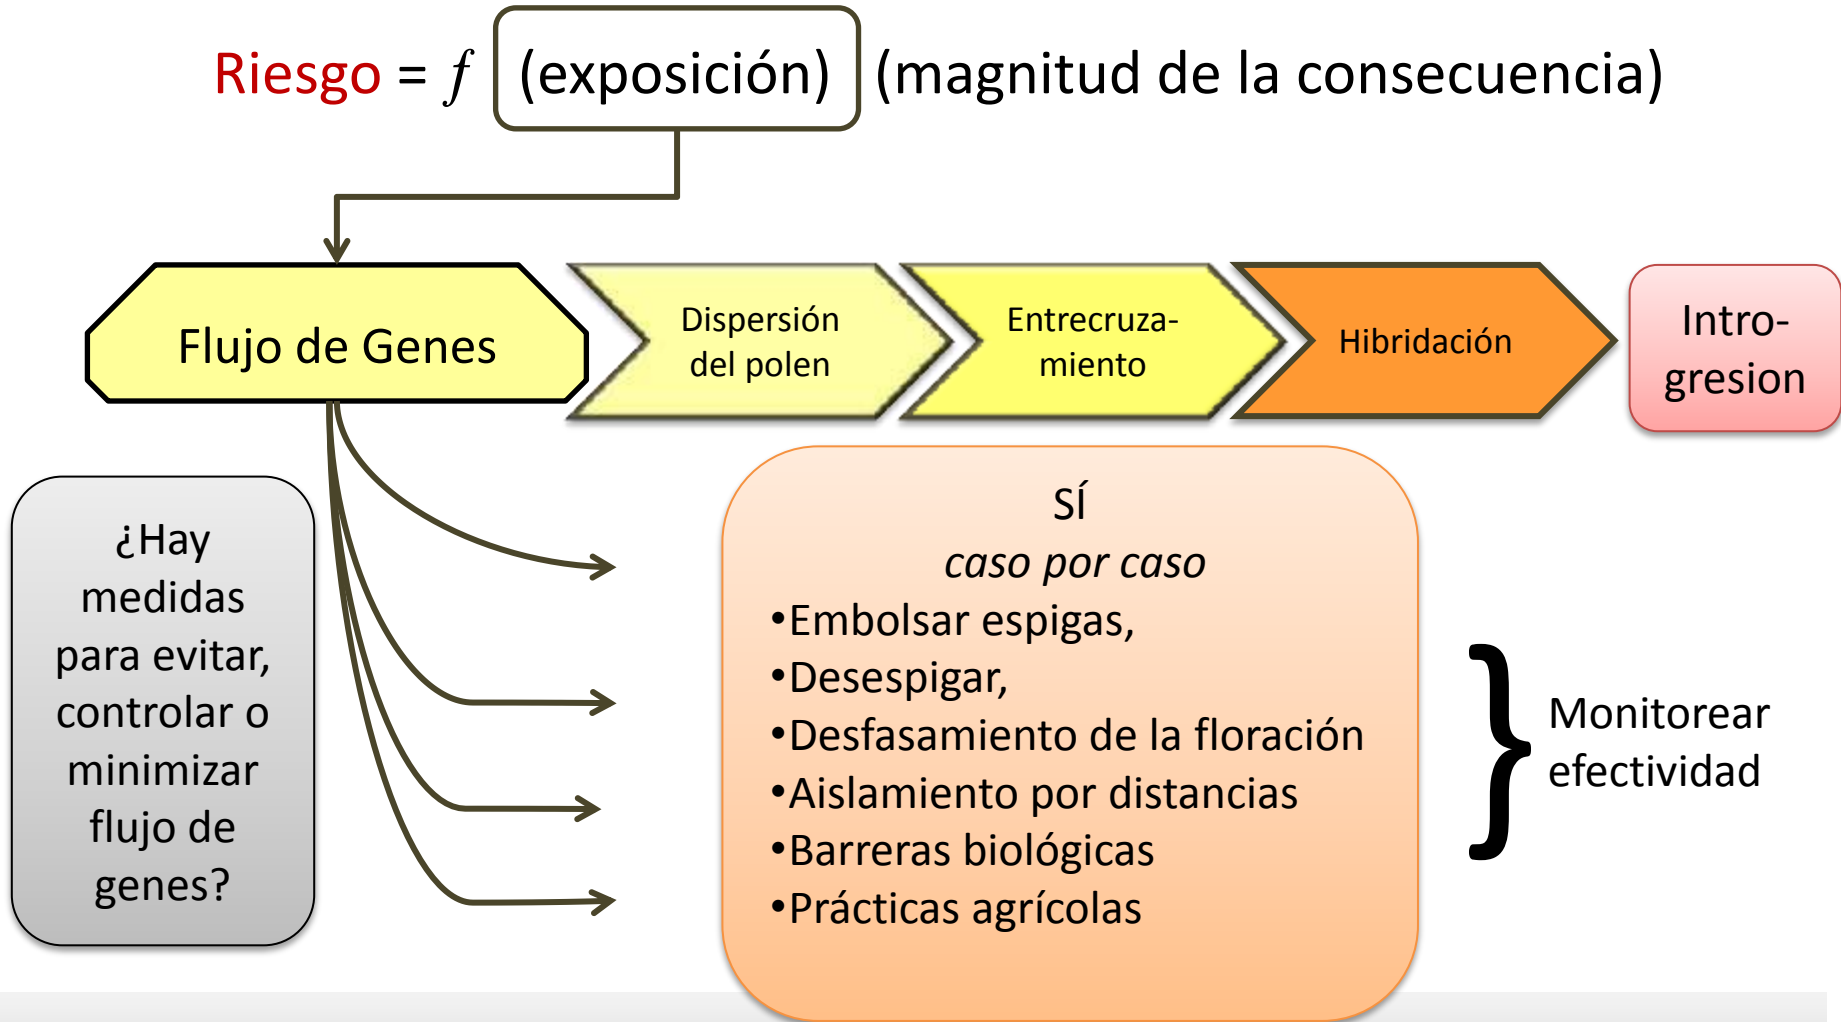 Riesgo = f (exposición) (magnitud de la consecuencia)
Flujo de Genes
Dispersión
del polen
Entrecruza-
miento
Hibridación
Intro-
gresion
¿Hay
medidas
para evitar,
controlar o
minimizar
flujo de
genes?
SÍ
caso por caso
•Embolsar espigas,
•Desespigar,
•Desfasamiento de la floración
•Aislamiento por distancias
•Barreras biológicas
•Prácticas agrícolas
}
Monitorear
efectividad